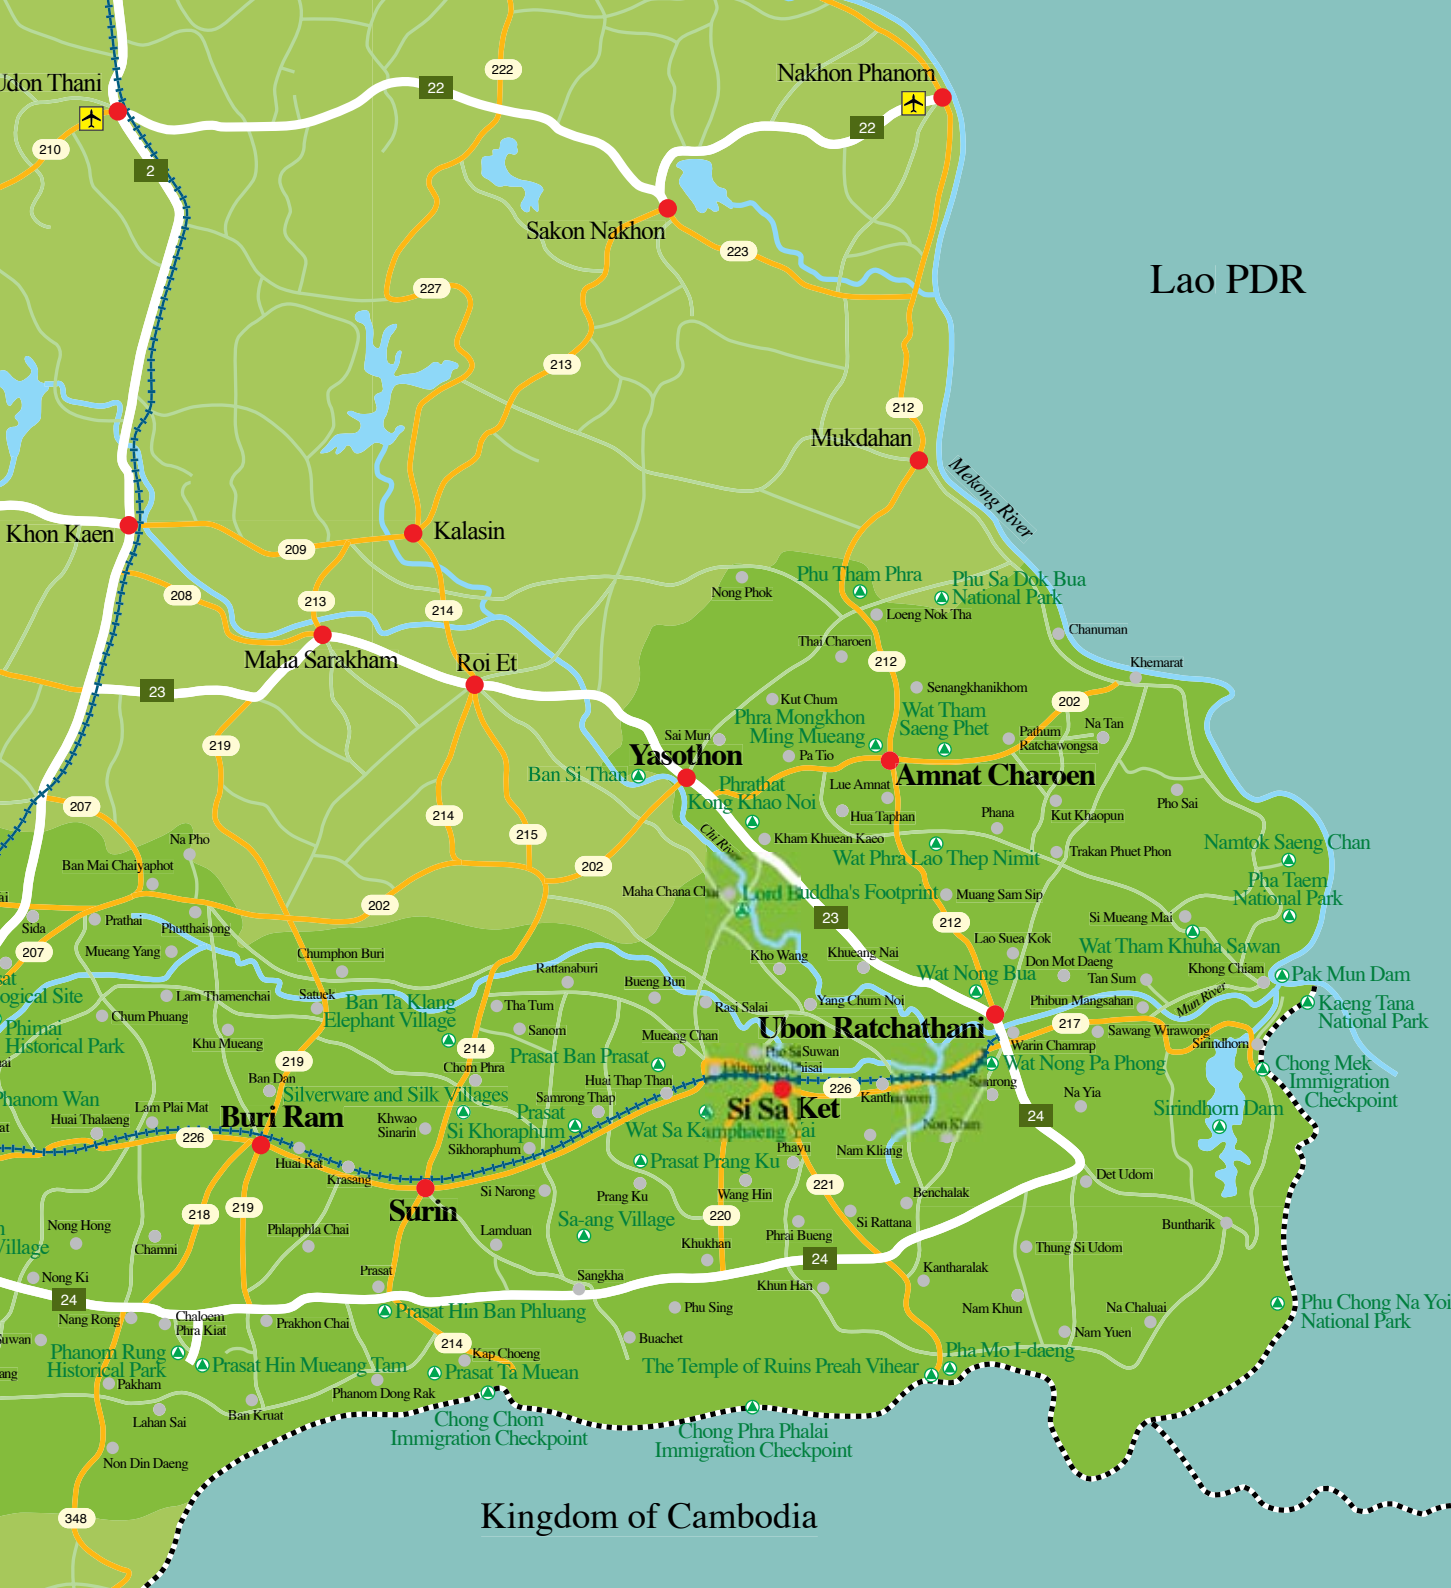 222
Nakhon Phanom
Udon Thani
22
22
210
2
Sakon Nakhon
223
Lao PDR
227
213
212
Mukdahan
Mekong River
Khon Kaen
Kalasin
209
208
213
214
Nong Phok
Phu Tham Phra
Phu Sa Dok Bua
National Park
Loeng Nok Tha
Chanuman
Thai Charoen
Maha Sarakham
Roi Et
212
Khemarat
23
Senangkhanikhom
202
Kut Chum
Phra Mongkhon
Ming Mueang
Wat Tham
Saeng Phet
Na Tan
Pathum
Ratchawongsa
219
Sai Mun
Yasothon
Pa Tio
Ban Si Than
Amnat Charoen
Phrathat
Kong Khao Noi
Lue Amnat
Pho Sai
207
214
Hua Taphan
Phana
Kut Khaopun
215
Chi River
Kham Khuean Kaeo
Na Pho
Wat Phra Lao Thep Nimit
Trakan Phuet Phon
Namtok Saeng Chan
Ban Mai Chaiyaphot
202
Pha Taem
National Park
Maha Chana Chai
Lord Buddha's Footprint
Muang Sam Sip
202
23
212
Si Mueang Mai
Sida
Prathai
Phutthaisong
Lao Suea Kok
Wat Tham Khuha Sawan
207
Mueang Yang
Chumphon Buri
Kho Wang
Khueang Nai
Don Mot Daeng
Khong Chiam
Rattanaburi
Wat Nong Bua
Tan Sum
Pak Mun Dam
Bueng Bun
Mun River
Lam Thamenchai
Satuek
Ban Ta Klang
Elephant Village
Tha Tum
Rasi Salai
Yang Chum Noi
Phibun Mangsahan
Kaeng Tana
National Park
Chum Phuang
Phimai
Historical Park
Khu Mueang
Sanom
Mueang Chan
Ubon Ratchathani
217
Sawang Wirawong
Sirindhorn
Warin Chamrap
219
214
Prasat Ban Prasat
Wat Nong Pa Phong
Chong Mek
Immigration
Checkpoint
Ban Dan
Chom Phra
Huai Thap Than
226
Silverware and Silk Villages
Samrong Thap
Samrong
Na Yia
Sirindhorn Dam
Lam Plai Mat
Buri Ram
Khwao
Sinarin
Prasat
Si Khoraphum
Si Sa Ket
24
Huai Thalaeng
226
Wat Sa Kamphaeng Yai
Sikhoraphum
Phayu
Nam Kliang
Huai Rat
Prasat Prang Ku
Krasang
Det Udom
Surin
Si Narong
Prang Ku
Wang Hin
221
Benchalak
218
219
Sa-ang Village
220
Si Rattana
Nong Hong
Phlapphla Chai
Lamduan
Phrai Bueng
Buntharik
Chamni
Khukhan
Thung Si Udom
24
Nong Ki
Prasat
Sangkha
Khun Han
Kantharalak
24
Nang Rong
Chaloem
Phra Kiat
Prakhon Chai
Prasat Hin Ban Phluang
Phu Sing
Nam Khun
Na Chaluai
Phu Chong Na Yoi
National Park
214
Buachet
Nam Yuen
Phanom Rung
Historical Park
Prasat Hin Mueang Tam
Kap Choeng
Prasat Ta Muean
The Temple of Ruins Preah Vihear
Pha Mo I-daeng
Pakham
Phanom Dong Rak
Lahan Sai
Ban Kruat
Chong Chom
Immigration Checkpoint
Chong Phra Phalai
Immigration Checkpoint
Non Din Daeng
348
Kingdom of Cambodia